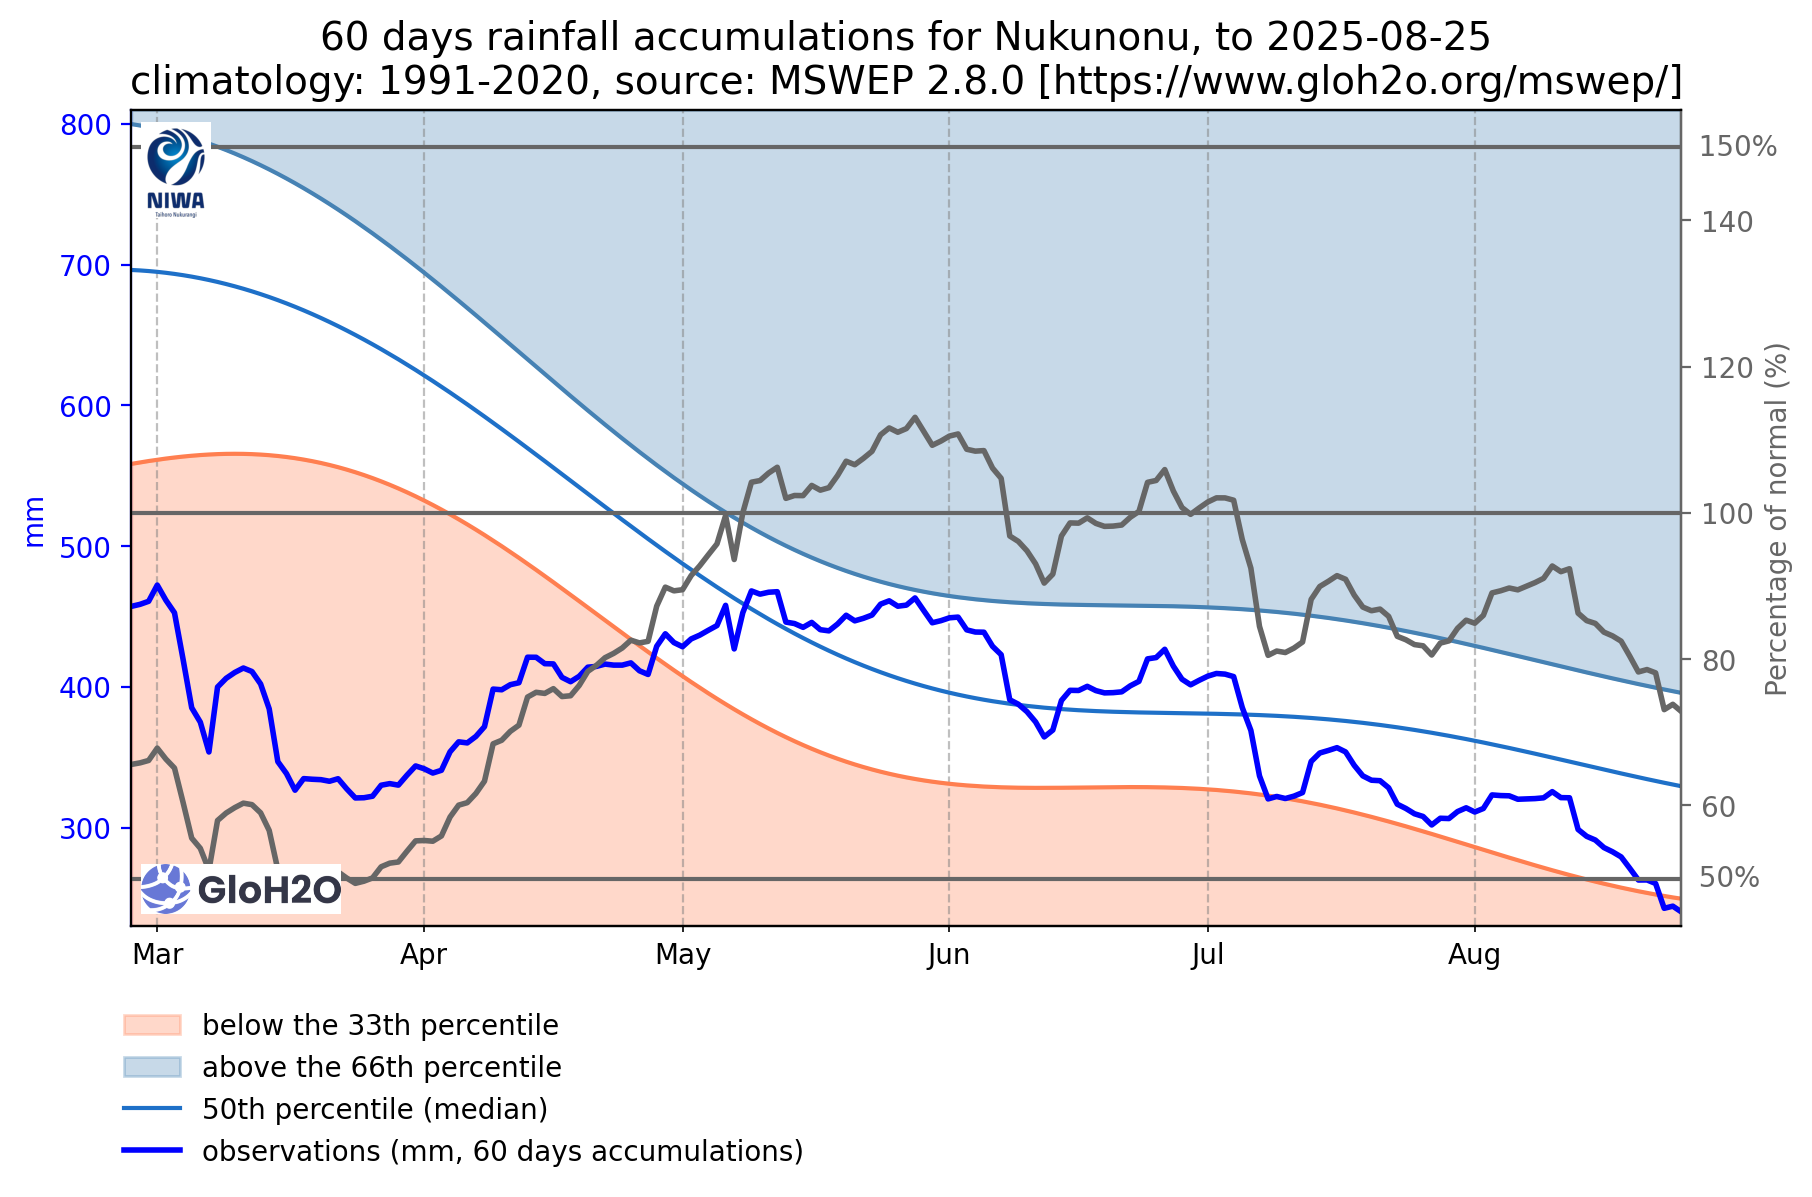 60 days rainfall accumulations for Nukunonu, to 2025-08-25
climatology: 1991-2020, source: MSWEP 2.8.0 [https://www.gloh2o.org/mswep/]
800
700
600
500
400
300
mm
150%
140
120
100
80
60
50%
Percentage of normal (%)
NIWA
Taihoro Nukurangi
GloH2O
Mar
Apr
May
Jun
Jul
Aug
below the 33th percentile
above the 66th percentile
50th percentile (median)
observations (mm, 60 days accumulations)